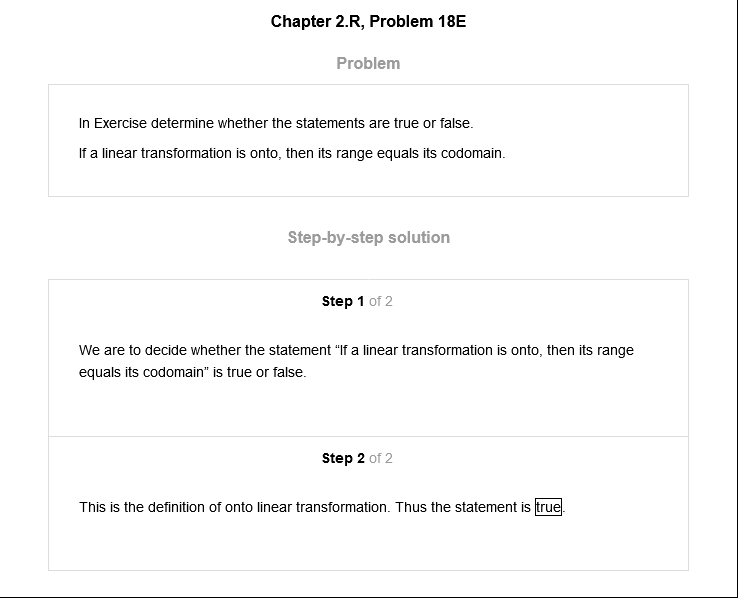 Chapter 2.R, Problem 18E
Problem
In Exercise determine whether the statements are true or false.
If a linear transformation is onto, then its range equals its codomain.
Step-by-step solution
Step 1 of 2
We are to decide whether the statement “If a linear transformation is onto, then its range
equals its codomain” is true or false.
Step 2 of 2
This is the definition of onto linear transformation. Thus the statement is true.